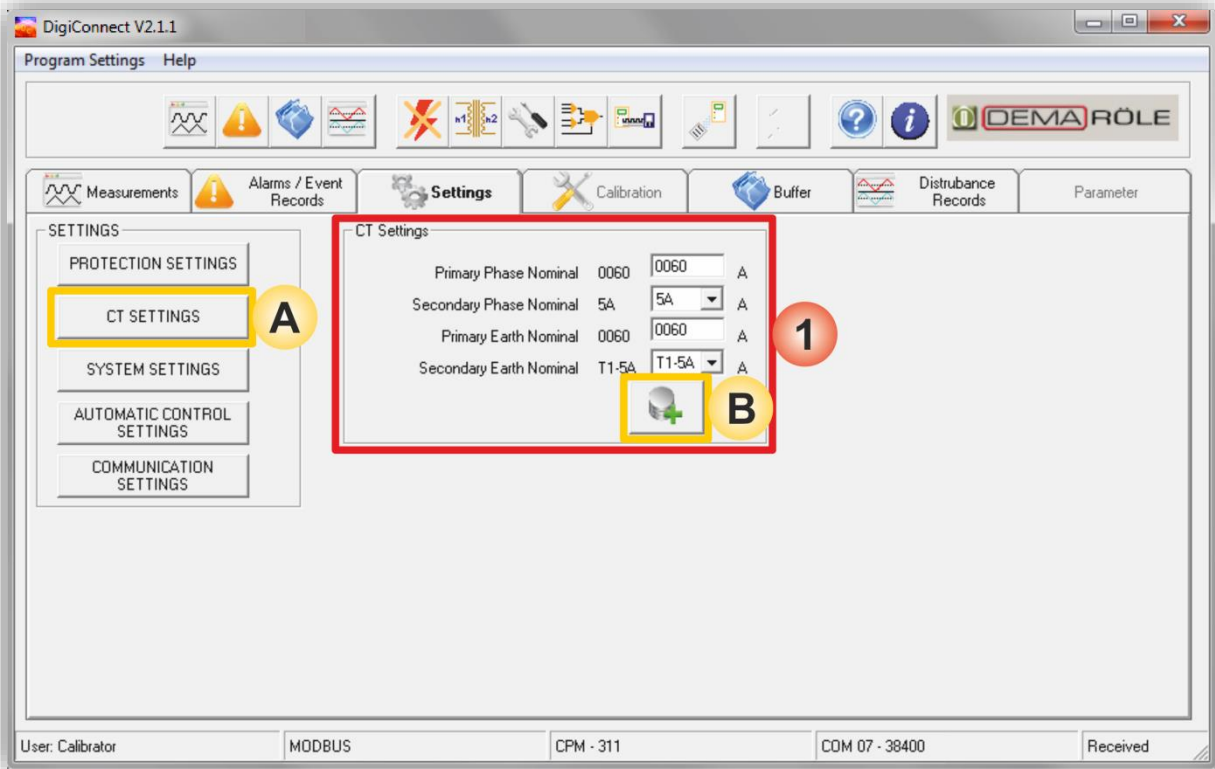 DigiConnect V2.1.1
Program Settings Help
n1 n2
DEMA RÖLE
Measurements
Alarms / Event
Records
Settings
Calibration
Buffer
Distrubance
Records
Parameter
SETTINGS
PROTECTION SETTINGS
CT SETTINGS
A
SYSTEM SETTINGS
AUTOMATIC CONTROL
SETTINGS
COMMUNICATION
SETTINGS
CT Settings
Primary Phase Nominal 0060 0060 A
Secondary Phase Nominal 5A 5A A
Primary Earth Nominal 0060 0060 A
Secondary Earth Nominal T1-5A T1-5A A
B
1
User: Calibrator MODBUS CPM - 311 COM 07 - 38400 Received